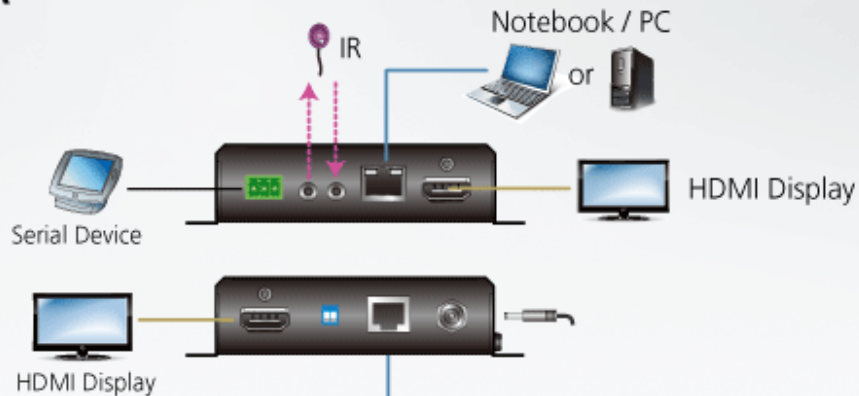 Notebook / PC
IR
or
HDMI Display
Serial Device
HDMI Display